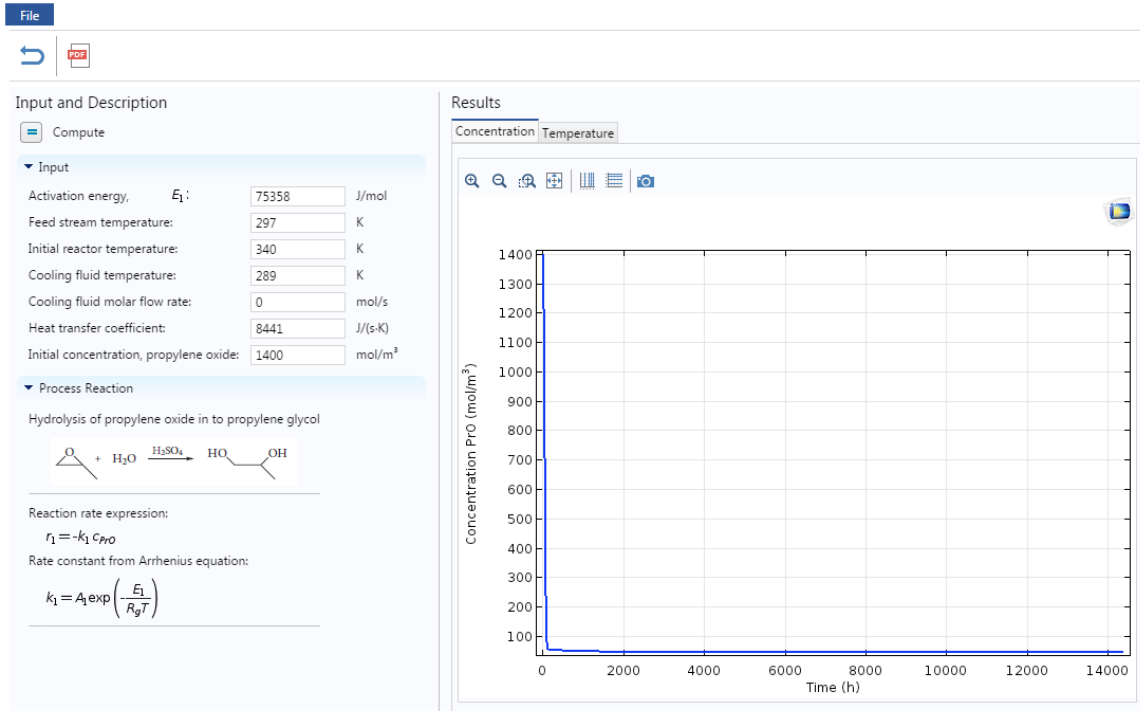 File
PDF
Input and Description
Compute
Input
Activation energy, E₁: 75358 J/mol
Feed stream temperature: 297 K
Initial reactor temperature: 340 K
Cooling fluid temperature: 289 K
Cooling fluid molar flow rate: 0 mol/s
Heat transfer coefficient: 8441 J/(s·K)
Initial concentration, propylene oxide: 1400 mol/m³
Process Reaction
Hydrolysis of propylene oxide in to propylene glycol
O + H₂O H₂SO₄ HO OH
Reaction rate expression:
r₁=-k₁ c_PrO
Rate constant from Arrhenius equation:
k₁=A₁exp(-E₁/(R_gT))
Results
Concentration Temperature
1400
1300
1200
1100
1000
900
800
700
600
500
400
300
200
100
Concentration PrO (mol/m³)
0 2000 4000 6000 8000 10000 12000 14000
Time (h)